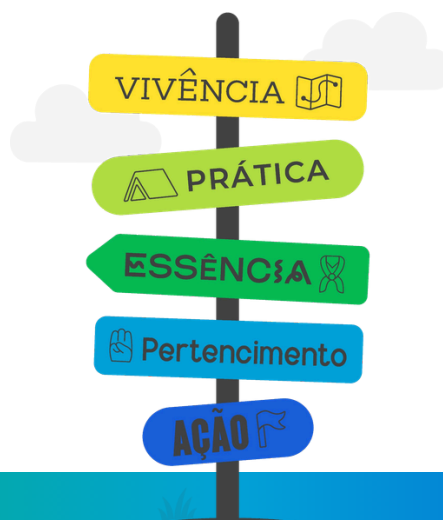 VIVÊNCIA
PRÁTICA
ESSÊNCIA
Pertencimento
AÇÃO